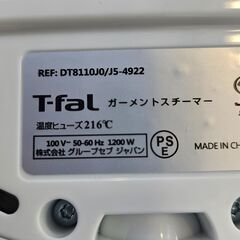 REF: DT8110J0/J5-4922
T-fal ガーメントスチーマー
温度ヒューズ216℃
100 V~ 50-60 Hz 1200 W
株式会社 グループセブ ジャパン
PS
E
MADE IN CH